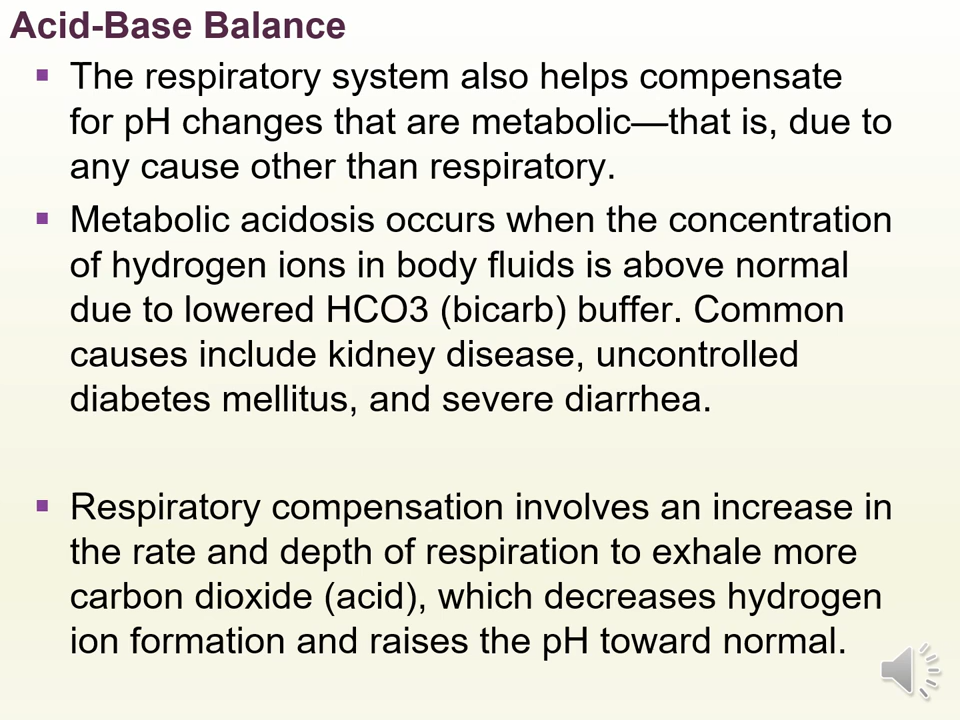 Acid-Base Balance
▪ The respiratory system also helps compensate
for pH changes that are metabolic—that is, due to
any cause other than respiratory.
▪ Metabolic acidosis occurs when the concentration
of hydrogen ions in body fluids is above normal
due to lowered HCO3 (bicarb) buffer. Common
causes include kidney disease, uncontrolled
diabetes mellitus, and severe diarrhea.
▪ Respiratory compensation involves an increase in
the rate and depth of respiration to exhale more
carbon dioxide (acid), which decreases hydrogen
ion formation and raises the pH toward normal.